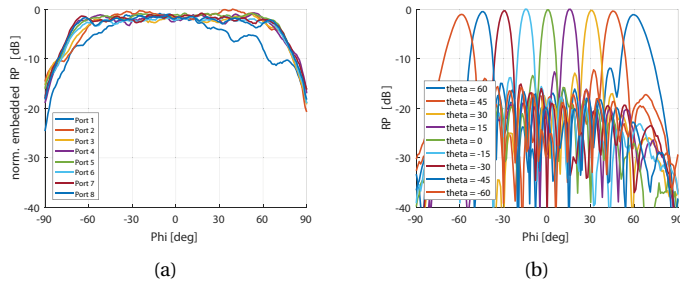 norm. embedded RP [dB]
0
-10
-20
-30
-40
Port 1
Port 2
Port 3
Port 4
Port 5
Port 6
Port 7
Port 8
-90
-60
-30
0
30
60
90
Phi [deg]
(a)
RP [dB]
0
-10
-20
-30
-40
theta = 60
theta = 45
theta = 30
theta = 15
theta = 0
theta = -15
theta = -30
theta = -45
theta = -60
-90
-60
-30
0
30
60
90
Phi [deg]
(b)